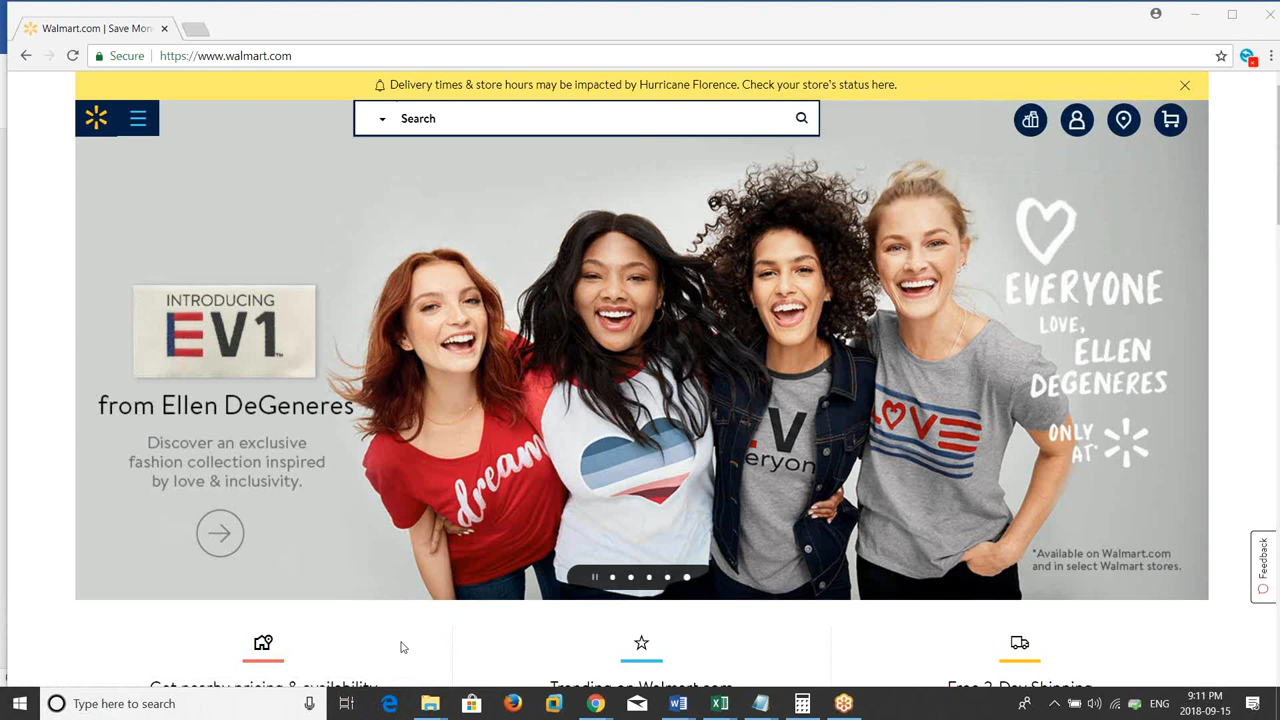 Walmart.com | Save Mon
Secure
https://www.walmart.com
Delivery times & store hours may be impacted by Hurricane Florence. Check your store's status here.
Search
INTRODUCING
EV1
TM
from Ellen DeGeneres
Discover an exclusive
fashion collection inspired
by love & inclusivity.
dream
EV
eryon
LOVE
EVERYONE
LOVE,
ELLEN
DEGENERES
ONLY
AT*
*Available on Walmart.com
and in select Walmart stores.
Feedback
Get nearby pricing & availability
Trending on Walmart.com
Free 2-Day Shipping
Type here to search
ENG
9:11 PM
2018-09-15